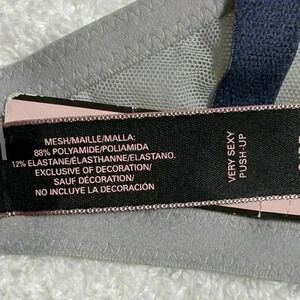 MESH/MAILLE/MALLA:
88% POLYAMIDE/POLIAMIDA
12% ELASTANE/ÉLASTHANNE/ELASTANO.
EXCLUSIVE OF DECORATION/
SAUF DÉCORATION/
NO INCLUYE LA DECORACIÓN
VERY SEXY
PUSH-UP